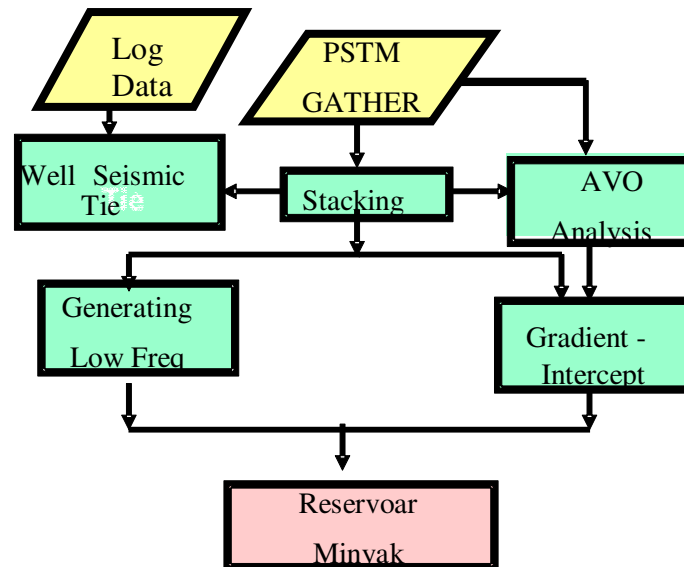 Log
Data
PSTM
GATHER
Well Seismic
Tie
Stacking
AVO
Analysis
Generating
Low Freq
Gradient -
Intercept
Reservoar
Minyak